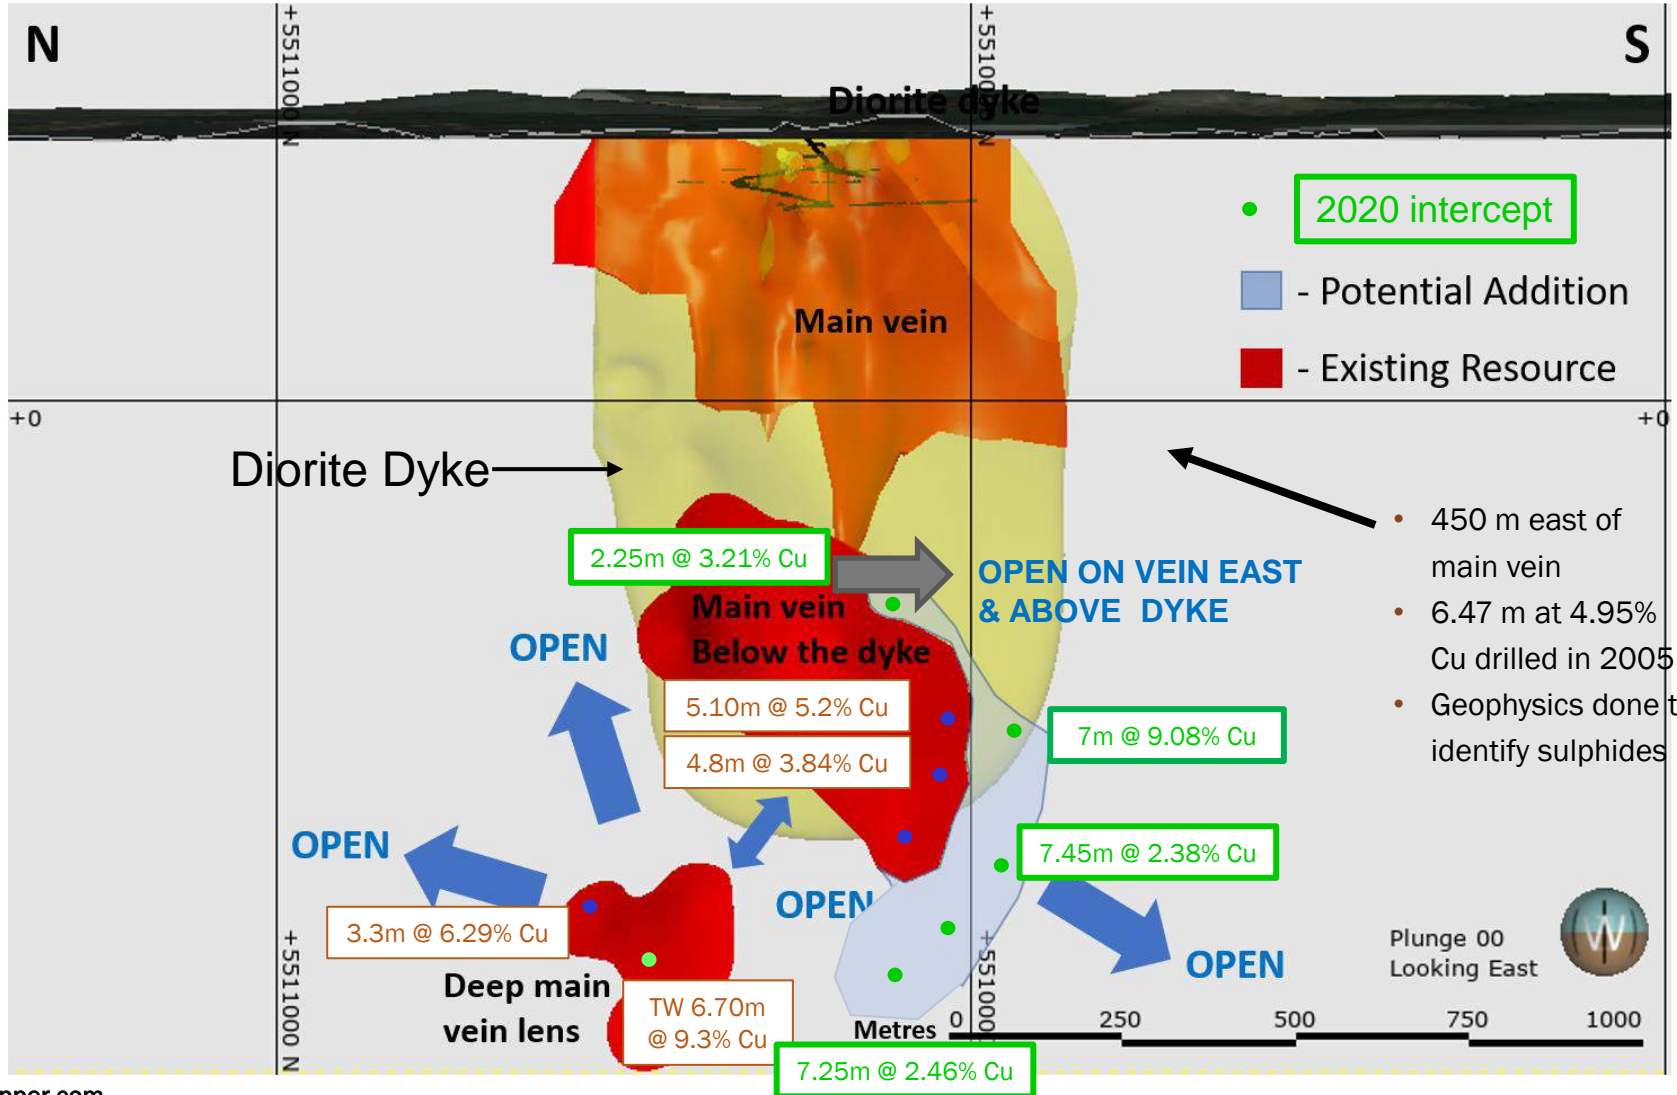 N
S
+5511000 N
+5510000 N
Diorite dyke
2020 intercept
- Potential Addition
- Existing Resource
Main vein
+0
+0
Diorite Dyke
• 450 m east of
main vein
• 6.47 m at 4.95%
Cu drilled in 2005
• Geophysics done t
identify sulphides
2.25m @ 3.21% Cu
OPEN ON VEIN EAST
& ABOVE DYKE
Main vein
Below the dyke
OPEN
5.10m @ 5.2% Cu
4.8m @ 3.84% Cu
7m @ 9.08% Cu
OPEN
7.45m @ 2.38% Cu
OPEN
3.3m @ 6.29% Cu
OPEN
W
Plunge 00
Looking East
Deep main
vein lens
TW 6.70m
@ 9.3% Cu
+5511000 N
+5510000
Metres 0 250 500 750 1000
7.25m @ 2.46% Cu